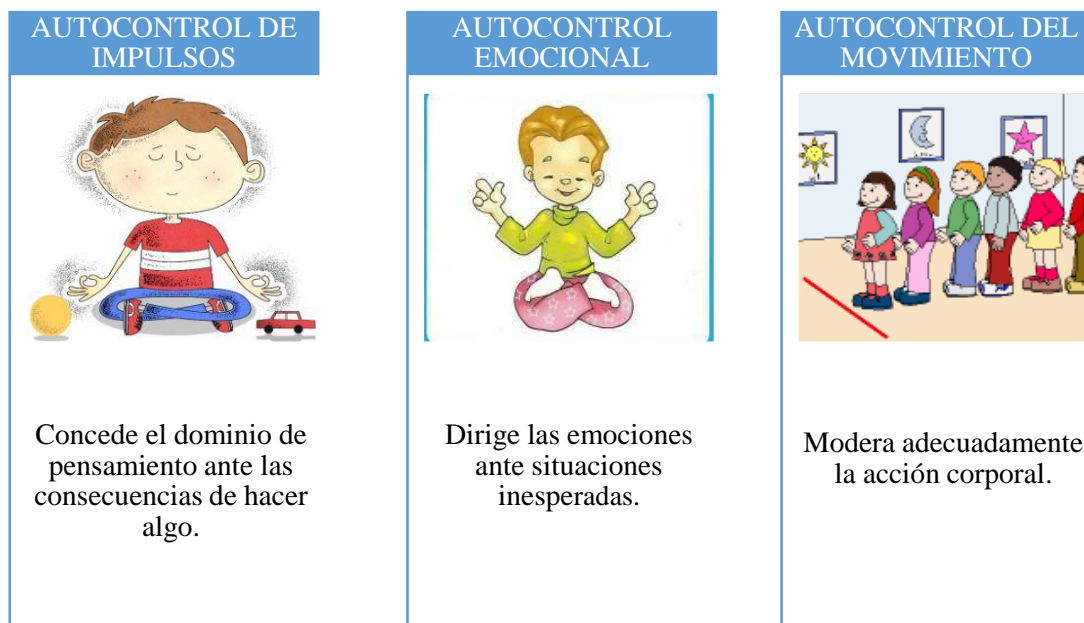 AUTOCONTROL DE
IMPULSOS
Concede el dominio de
pensamiento ante las
consecuencias de hacer
algo.
AUTOCONTROL
EMOCIONAL
Dirige las emociones
ante situaciones
inesperadas.
AUTOCONTROL DEL
MOVIMIENTO
Modera adecuadamente
la acción corporal.